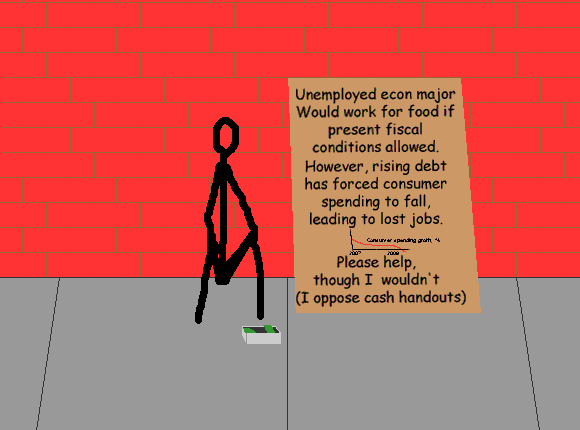 Unemployed econ major
Would work for food if
present fiscal
conditions allowed.
However, rising debt
has forced consumer
spending to fall,
leading to lost jobs.
Consumer spending groth, %
2007 2009
Please help,
though I wouldn't
(I oppose cash handouts)